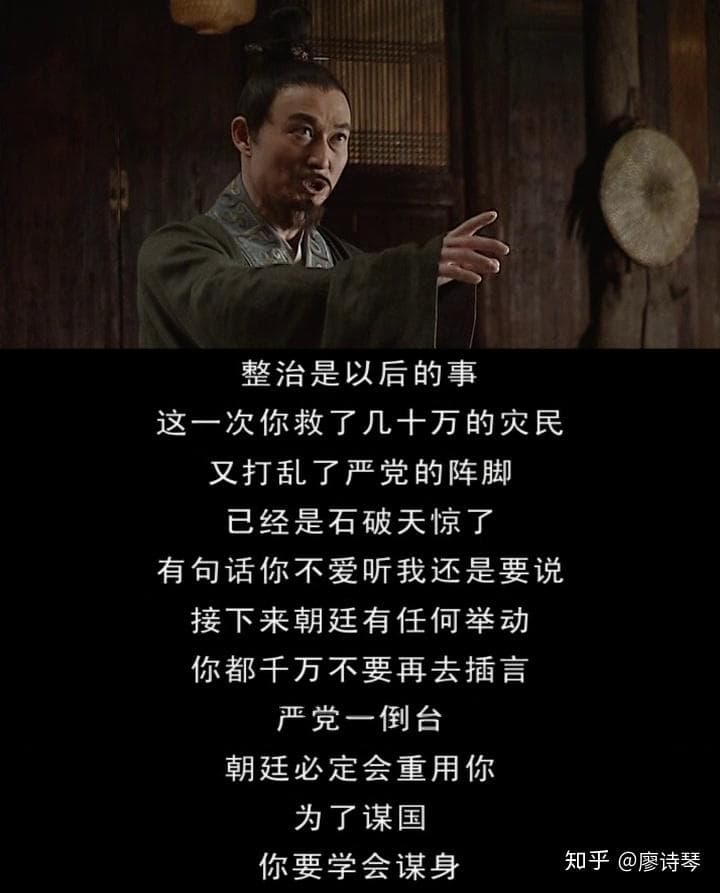 整治是以后的事
这一次你救了几十万的灾民
又打乱了严党的阵脚
已经是石破天惊了
有句话你不爱听我还是要说
接下来朝廷有任何举动
你都千万不要再去插言
严党一倒台
朝廷必定会重用你
为了谋国
你要学会谋身
知乎 @廖诗琴